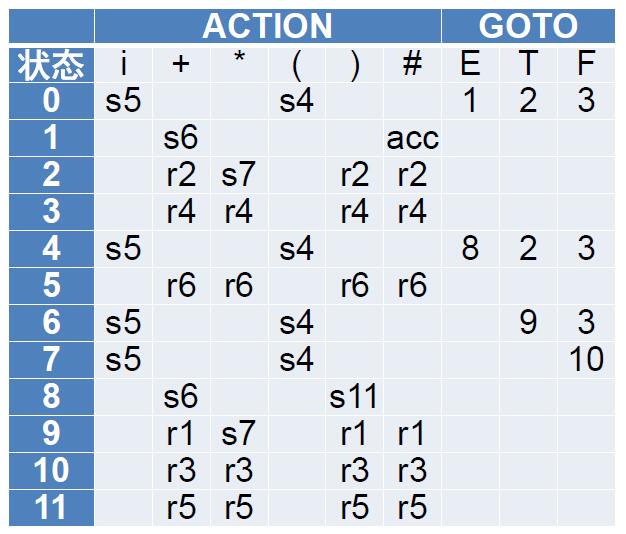 ACTION GOTO
状态 i + * ( ) # E T F
0 s5 s4 1 2 3
1 s6 acc
2 r2 s7 r2 r2
3 r4 r4 r4 r4
4 s5 s4 8 2 3
5 r6 r6 r6 r6
6 s5 s4 9 3
7 s5 s4 10
8 s6 s11
9 r1 s7 r1 r1
10 r3 r3 r3 r3
11 r5 r5 r5 r5